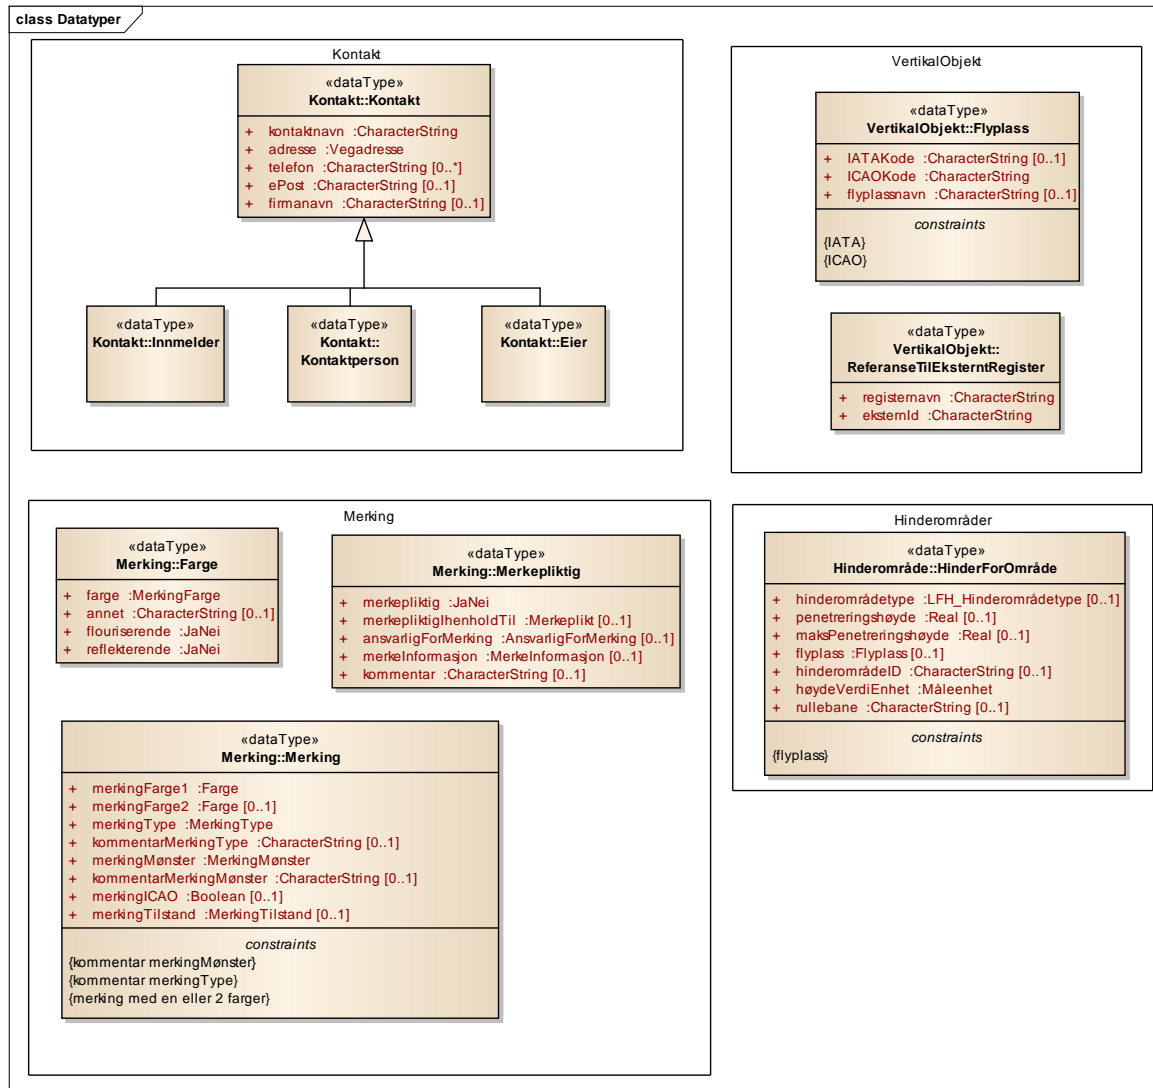 class Datatyper
Kontakt
«dataType»
Kontakt::Kontakt
+ kontaktnavn :CharacterString
+ adresse :Vegadresse
+ telefon :CharacterString [0..*]
+ ePost :CharacterString [0..1]
+ firmanavn :CharacterString [0..1]
«dataType»
Kontakt::Innmelder
«dataType»
Kontakt::
Kontaktperson
«dataType»
Kontakt::Eier
VertikalObjekt
«dataType»
VertikalObjekt::Flyplass
+ IATAKode :CharacterString [0..1]
+ ICAOKode :CharacterString
+ flyplassnavn :CharacterString [0..1]
constraints
{IATA}
{ICAO}
«dataType»
VertikalObjekt::
ReferanseTilEksterntRegister
+ registernavn :CharacterString
+ eksternId :CharacterString
Merking
«dataType»
Merking::Farge
+ farge :MerkingFarge
+ annet :CharacterString [0..1]
+ flouriserende :JaNei
+ reflekterende :JaNei
«dataType»
Merking::Merkepliktig
+ merkepliktig :JaNei
+ merkepliktigIhenholdTil :Merkeplikt [0..1]
+ ansvarligForMerking :AnsvarligForMerking [0..1]
+ merkeInformasjon :MerkeInformasjon [0..1]
+ kommentar :CharacterString [0..1]
«dataType»
Merking::Merking
+ merkingFarge1 :Farge
+ merkingFarge2 :Farge [0..1]
+ merkingType :MerkingType
+ kommentarMerkingType :CharacterString [0..1]
+ merkingMønster :MerkingMønster
+ kommentarMerkingMønster :CharacterString [0..1]
+ merkingICAO :Boolean [0..1]
+ merkingTilstand :MerkingTilstand [0..1]
constraints
{kommentar merkingMønster}
{kommentar merkingType}
{merking med en eller 2 farger}
Hinderområder
«dataType»
Hinderområde::HinderForOmråde
+ hinderområdetype :LFH_Hinderområdetype [0..1]
+ penetreringshøyde :Real [0..1]
+ maksPenetreringshøyde :Real [0..1]
+ flyplass :Flyplass [0..1]
+ hinderområdeID :CharacterString [0..1]
+ høydeVerdiEnhet :Måleenhet
+ rullebane :CharacterString [0..1]
constraints
{flyplass}